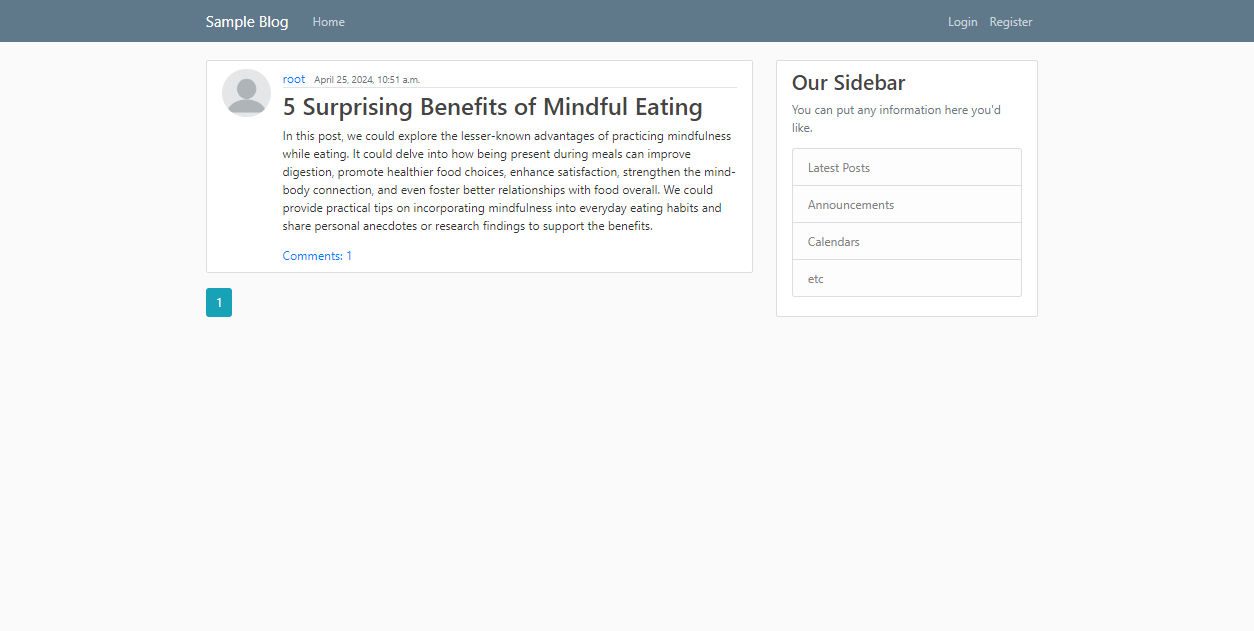 Sample Blog Home Login Register
root April 25, 2024, 10:51 a.m.
5 Surprising Benefits of Mindful Eating
In this post, we could explore the lesser-known advantages of practicing mindfulness
while eating. It could delve into how being present during meals can improve
digestion, promote healthier food choices, enhance satisfaction, strengthen the mind-
body connection, and even foster better relationships with food overall. We could
provide practical tips on incorporating mindfulness into everyday eating habits and
share personal anecdotes or research findings to support the benefits.
Comments: 1
1
Our Sidebar
You can put any information here you'd
like.
Latest Posts
Announcements
Calendars
etc